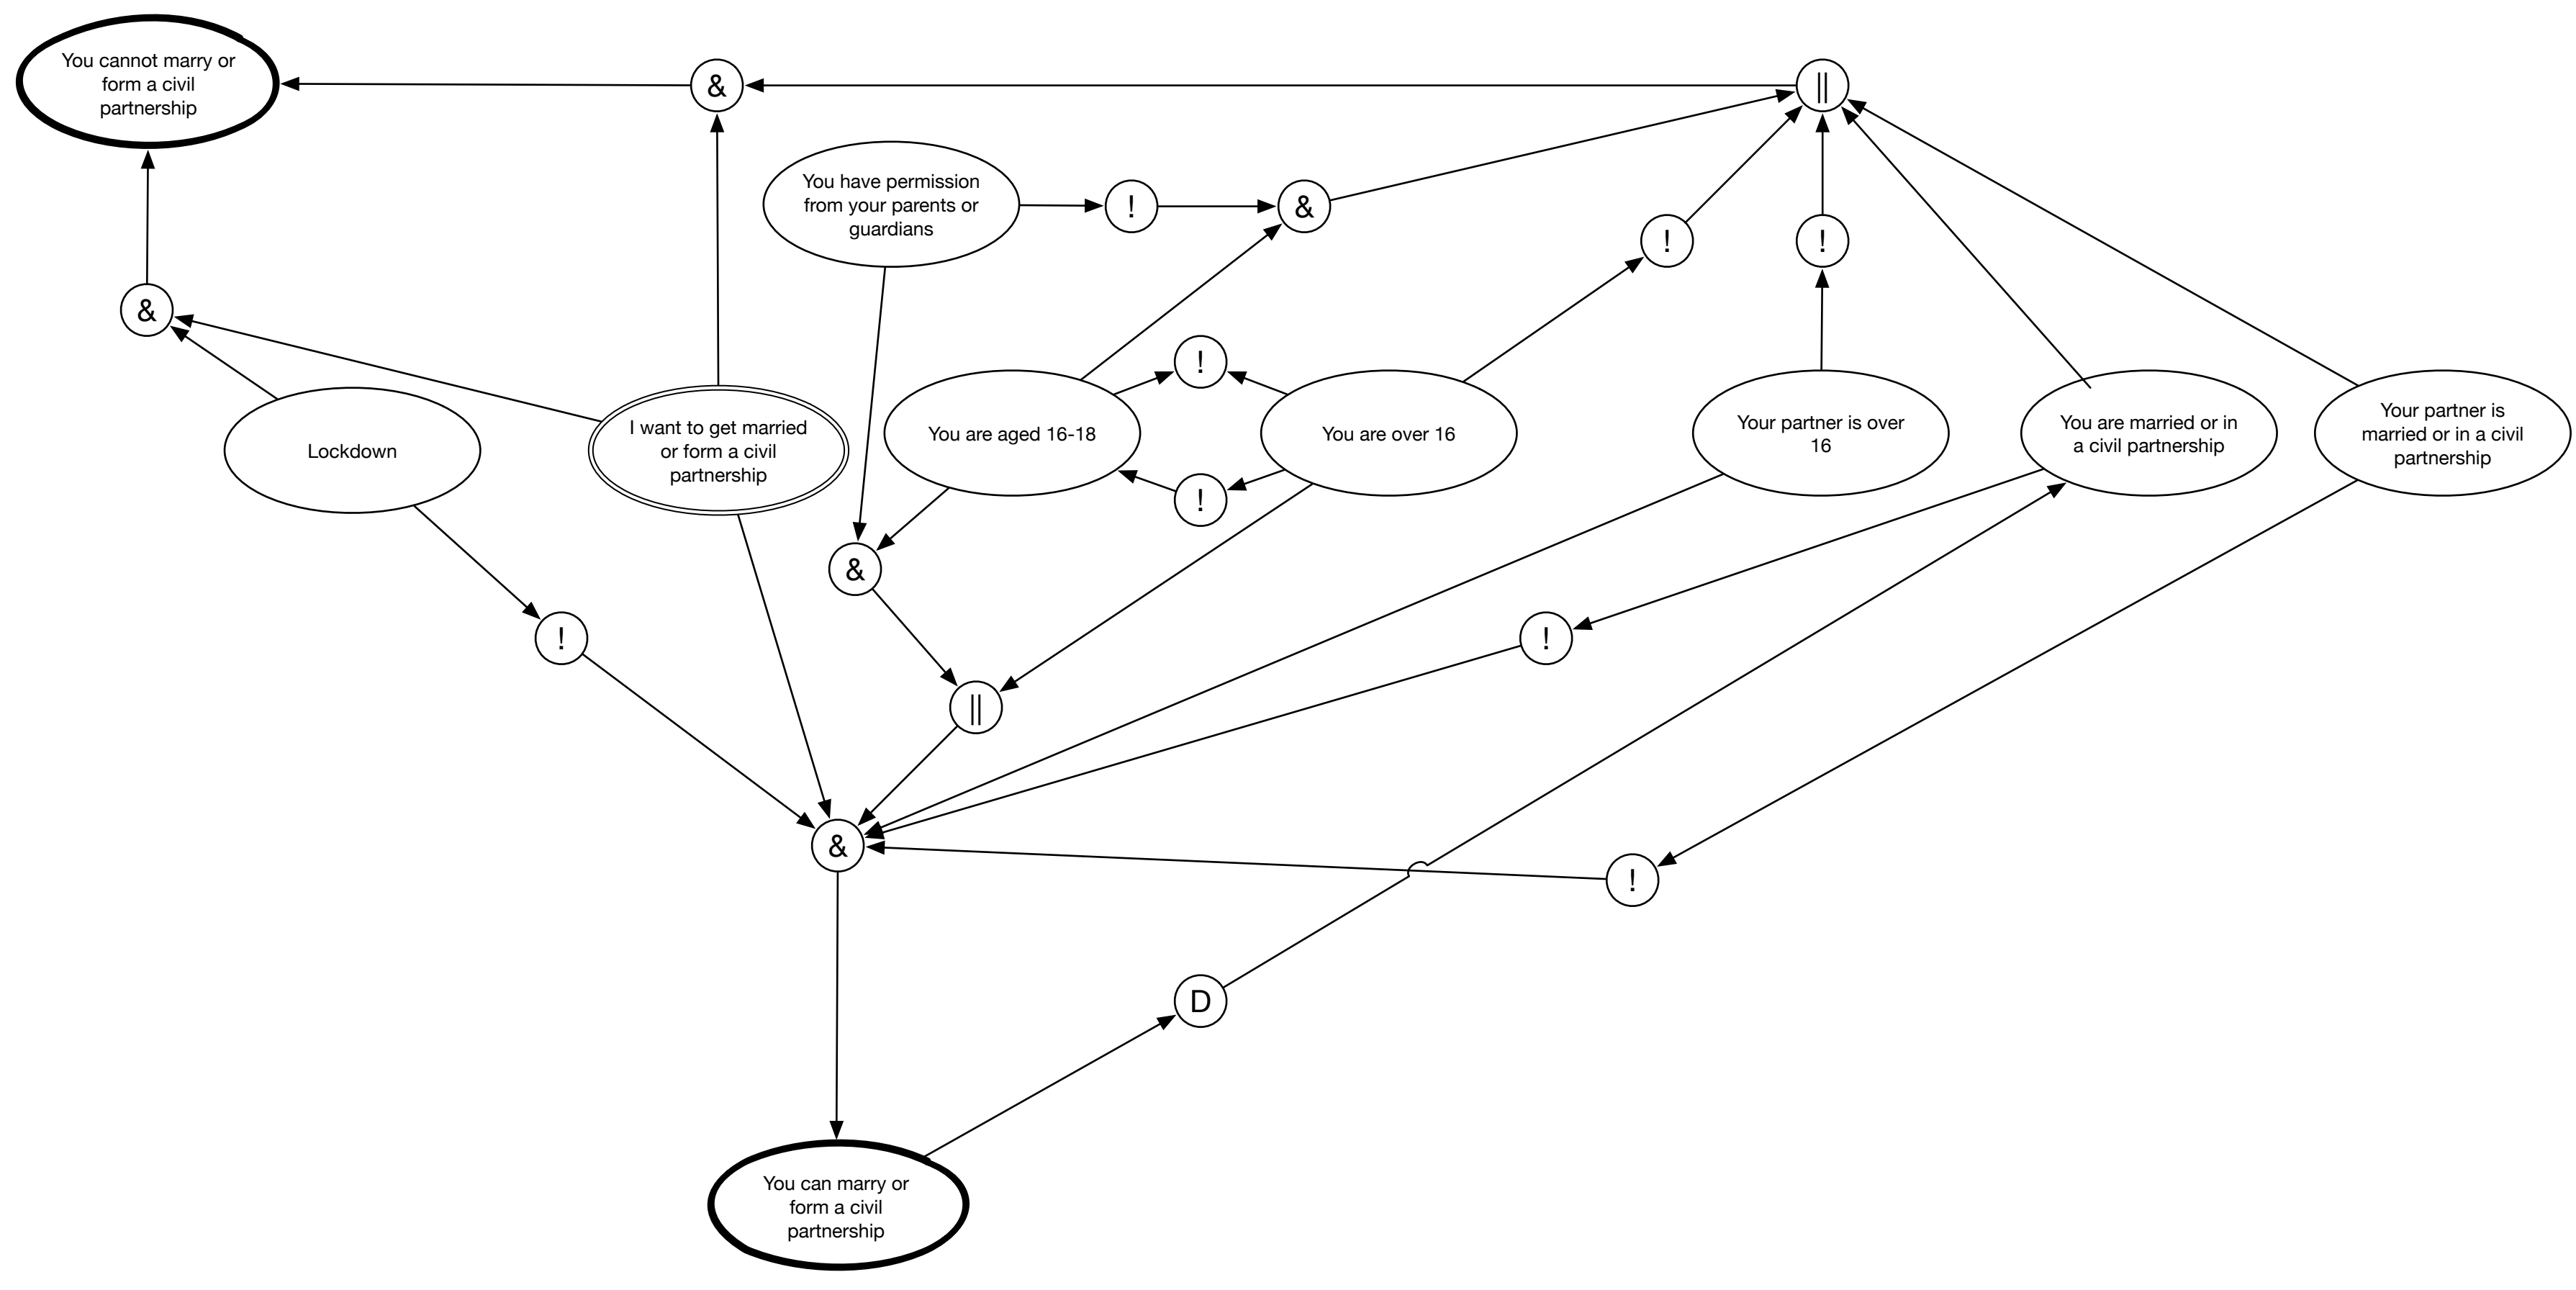 You cannot marry or
form a civil
partnership
&
||
You have permission
from your parents or
guardians
!
&
!
!
&
!
Lockdown
I want to get married
or form a civil
partnership
You are aged 16-18
You are over 16
Your partner is over
16
You are married or in
a civil partnership
Your partner is
married or in a civil
partnership
!
&
!
!
||
&
!
D
You can marry or
form a civil
partnership